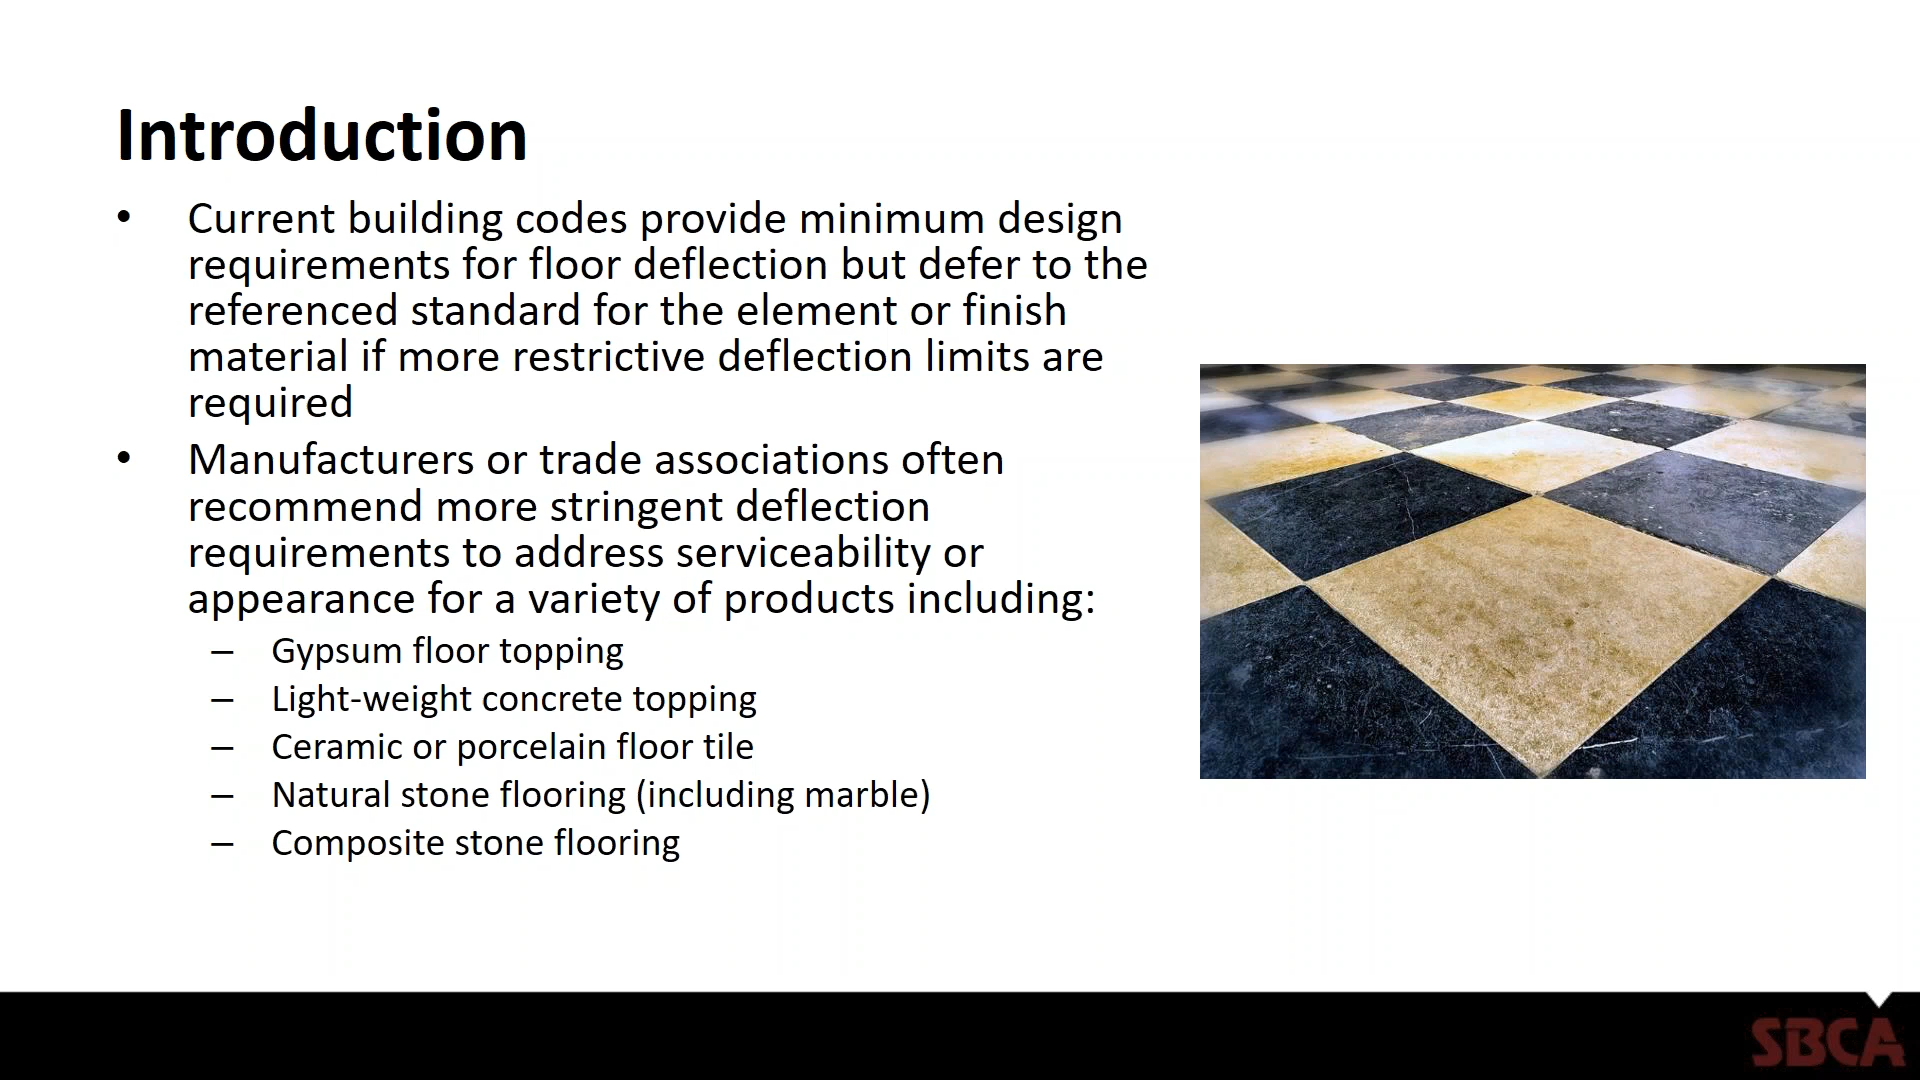 Introduction
• Current building codes provide minimum design
requirements for floor deflection but defer to the
referenced standard for the element or finish
material if more restrictive deflection limits are
required
• Manufacturers or trade associations often
recommend more stringent deflection
requirements to address serviceability or
appearance for a variety of products including:
– Gypsum floor topping
– Light-weight concrete topping
– Ceramic or porcelain floor tile
– Natural stone flooring (including marble)
– Composite stone flooring
SBCA